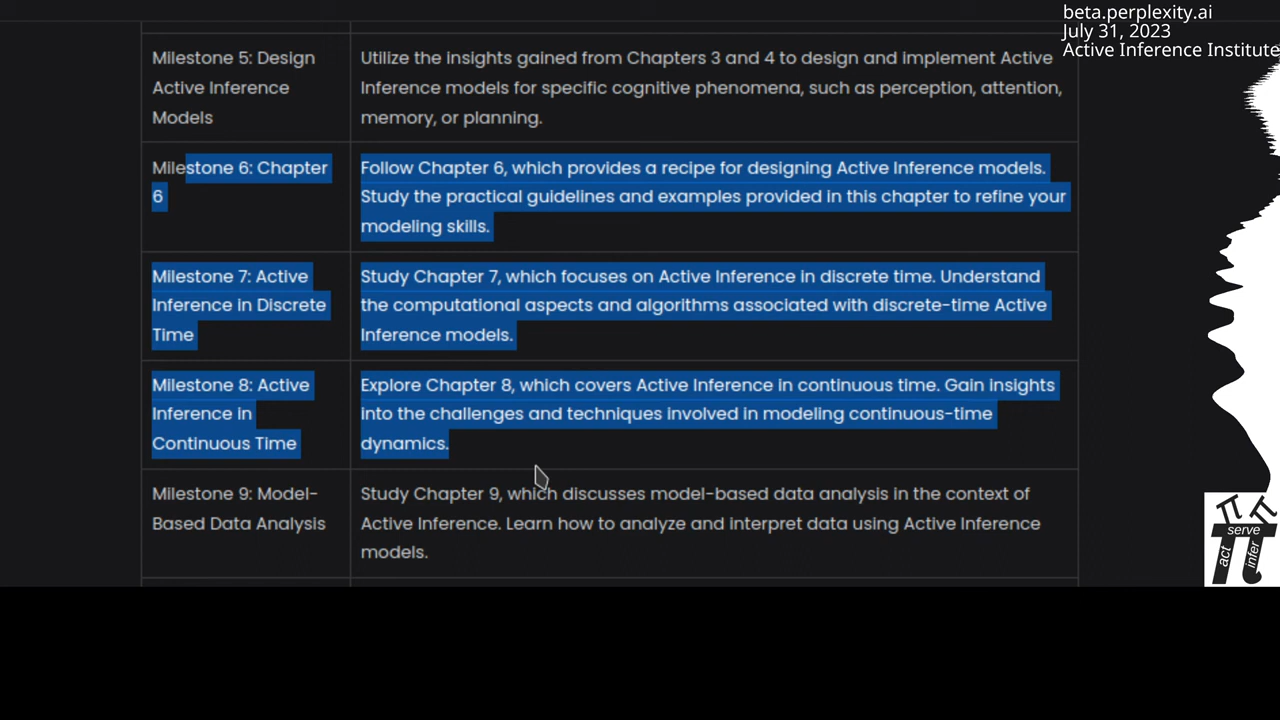 beta.perplexity.ai
July 31, 2023
Active Inference Institute
Milestone 5: Design
Active Inference
Models
Utilize the insights gained from Chapters 3 and 4 to design and implement Active
Inference models for specific cognitive phenomena, such as perception, attention,
memory, or planning.
Milestone 6: Chapter
6
Follow Chapter 6, which provides a recipe for designing Active Inference models.
Study the practical guidelines and examples provided in this chapter to refine your
modeling skills.
Milestone 7: Active
Inference in Discrete
Time
Study Chapter 7, which focuses on Active Inference in discrete time. Understand
the computational aspects and algorithms associated with discrete-time Active
Inference models.
Milestone 8: Active
Inference in
Continuous Time
Explore Chapter 8, which covers Active Inference in continuous time. Gain insights
into the challenges and techniques involved in modeling continuous-time
dynamics.
Milestone 9: Model-
Based Data Analysis
Study Chapter 9, which discusses model-based data analysis in the context of
Active Inference. Learn how to analyze and interpret data using Active Inference
models.
π π
serve
act
infer
π